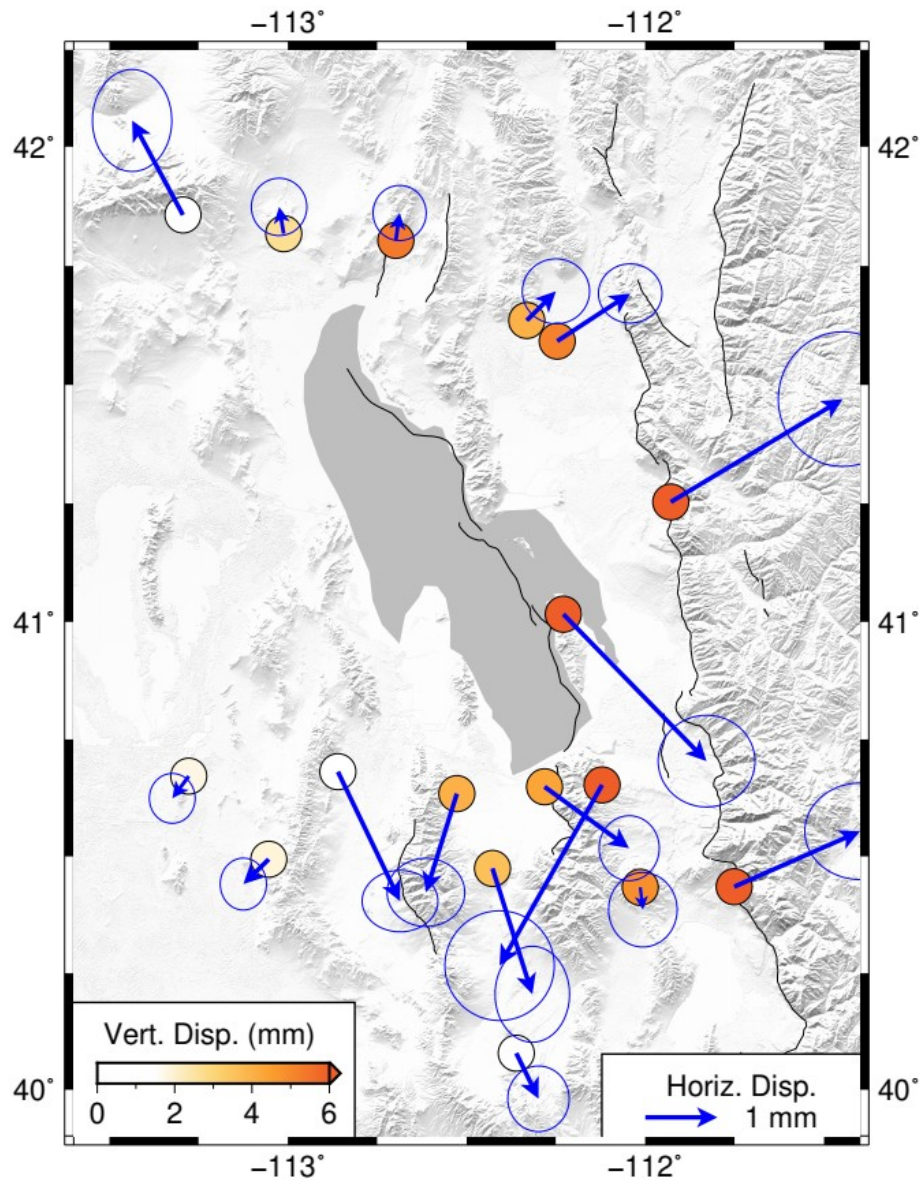 −113˚ −112˚
42˚ 42˚
41˚ 41˚
40˚ 40˚
Vert. Disp. (mm)
0 2 4 6
Horiz. Disp.
1 mm
−113˚ −112˚